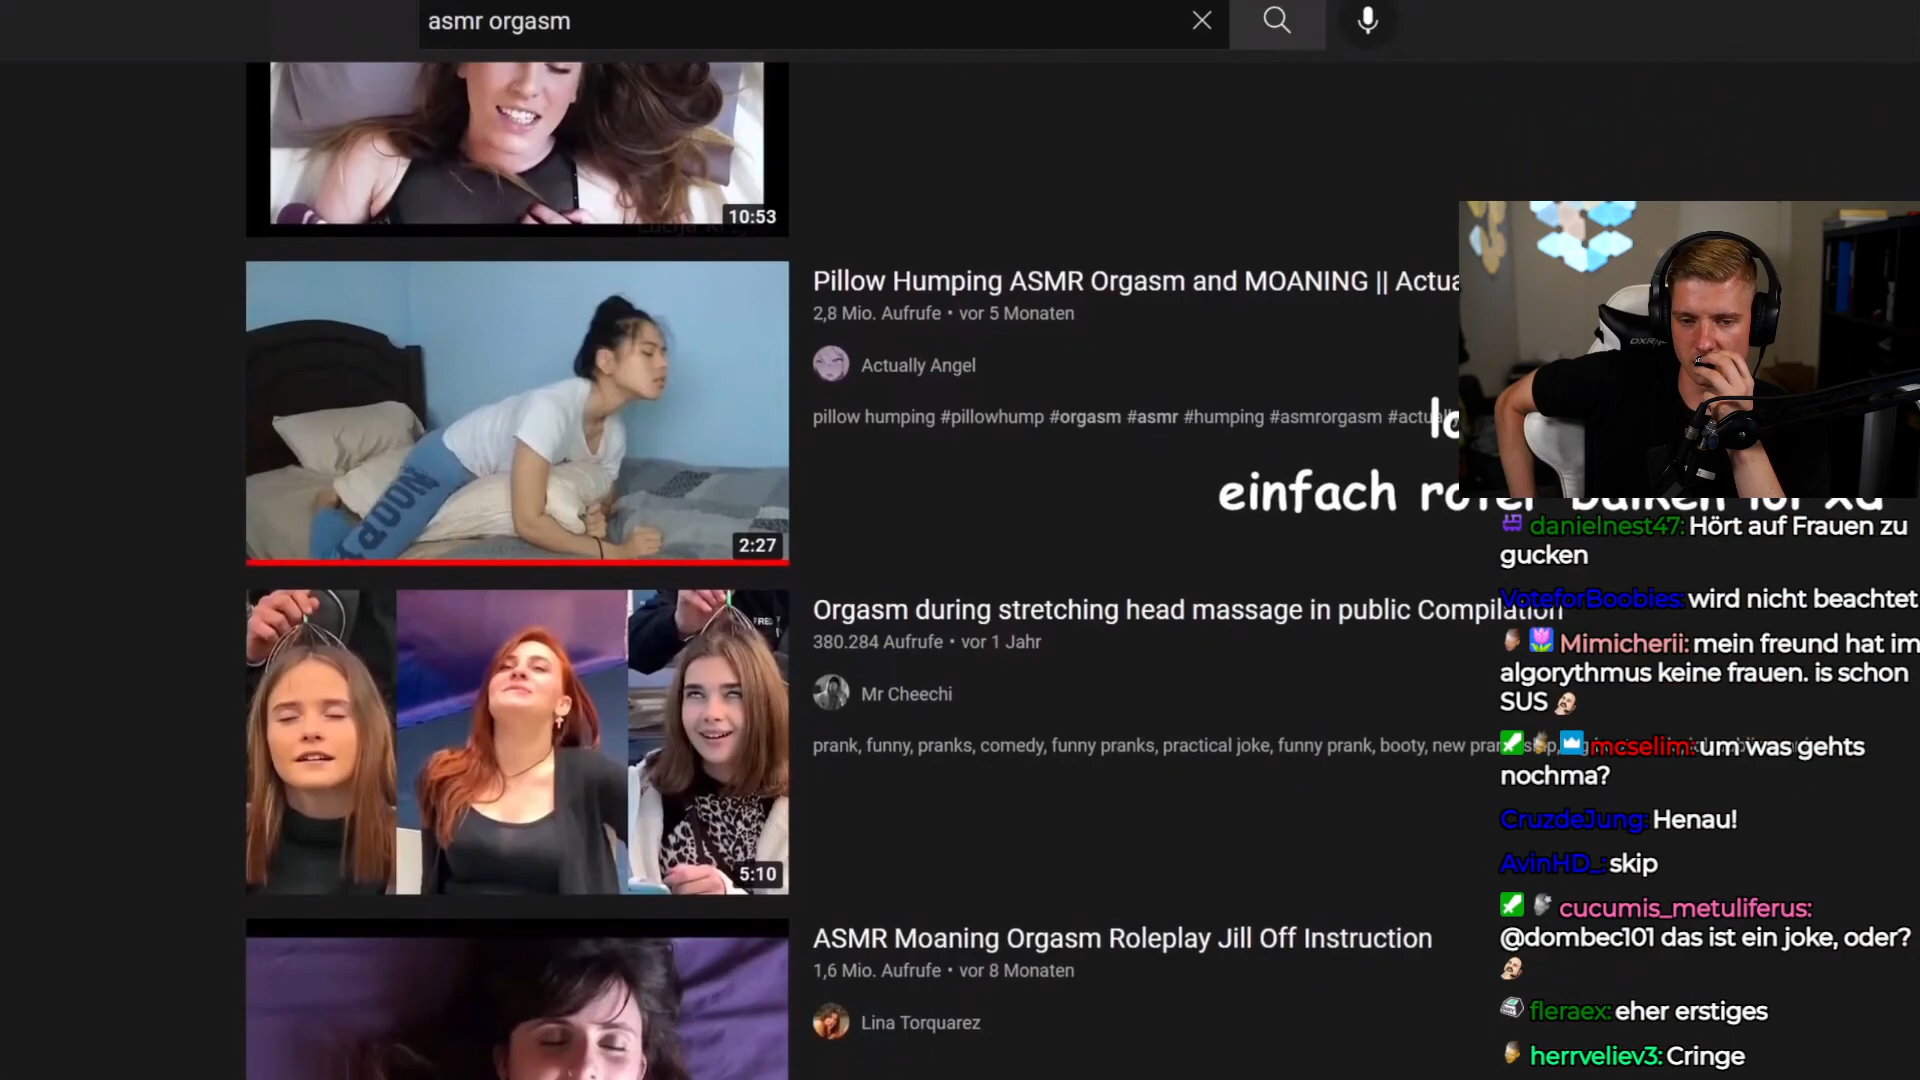 asmr orgasm
10:53
Pillow Humping ASMR Orgasm and MOANING ||
2,8 Mio. Aufrufe • vor 5 Monaten
Actually Angel
pillow humping #pillowhump #orgasm #asmr #humping #asmrorgasm
einfach roter balken lol xd
2:27
Orgasm during stretching head massage in public Compilation
380.284 Aufrufe • vor 1 Jahr
Mr Cheechi
prank, funny, pranks, comedy, funny pranks, practical joke, funny prank, booty, new
5:10
ASMR Moaning Orgasm Roleplay Jill Off Instruction
1,6 Mio. Aufrufe • vor 8 Monaten
Lina Torquarez
danielnest47: Hört auf Frauen zu
gucken
VoteforBoobies: wird nicht beachtet
Mimicherii: mein freund hat im
algorythmus keine frauen. is schon
SUS
mcselim: um was gehts
nochma?
CruzdeJung: Henau!
AvinHD_: skip
cucumis_metuliferus:
@dombec101 das ist ein joke, oder?
fleraex: eher erstiges
herrveliev3: Cringe